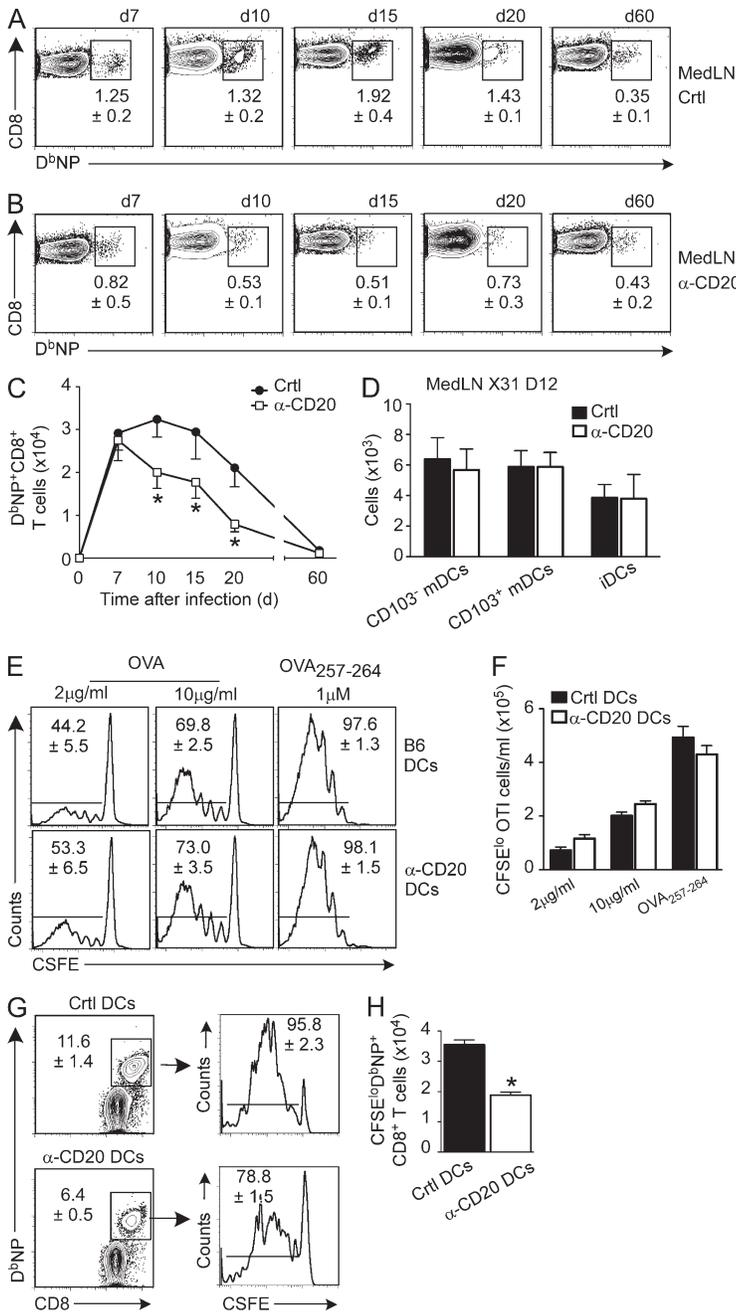 A
d7
d10
d15
d20
d60
CD8
1.25
± 0.2
1.32
± 0.2
1.92
± 0.4
1.43
± 0.1
0.35
± 0.1
MedLN
Crtl
DᵇNP
B
d7
d10
d15
d20
d60
CD8
0.82
± 0.5
0.53
± 0.1
0.51
± 0.1
0.73
± 0.3
0.43
± 0.2
MedLN
α-CD20
DᵇNP
C
Crtl
α-CD20
DᵇNP⁺CD8⁺
T cells (x10⁴)
4
3
2
1
0
*
*
*
0 7 10 15 20 60
Time after infection (d)
D
MedLN X31 D12
Crtl
α-CD20
Cells (x10³)
10
8
6
4
2
0
CD103⁻ mDCs
CD103⁺ mDCs
iDCs
E
OVA
OVA₂₅₇₋₂₆₄
2µg/ml
10µg/ml
1µM
44.2
± 5.5
69.8
± 2.5
97.6
± 1.3
B6
DCs
53.3
± 6.5
73.0
± 3.5
98.1
± 1.5
α-CD20
DCs
Counts
CSFE
F
Crtl DCs
α-CD20 DCs
CFSEˡᵒ OTI cells/ml (x10⁵)
6
4
2
0
2µg/ml
10µg/ml
OVA₂₅₇₋₂₆₄
G
Crtl DCs
11.6
± 1.4
Counts
95.8
± 2.3
α-CD20 DCs
6.4
± 0.5
Counts
78.8
± 1.5
DᵇNP
CD8
CSFE
H
CFSEˡᵒDᵇNP⁺
CD8⁺ T cells (x10⁴)
4
3
2
1
0
*
Crtl DCs
α-CD20 DCs